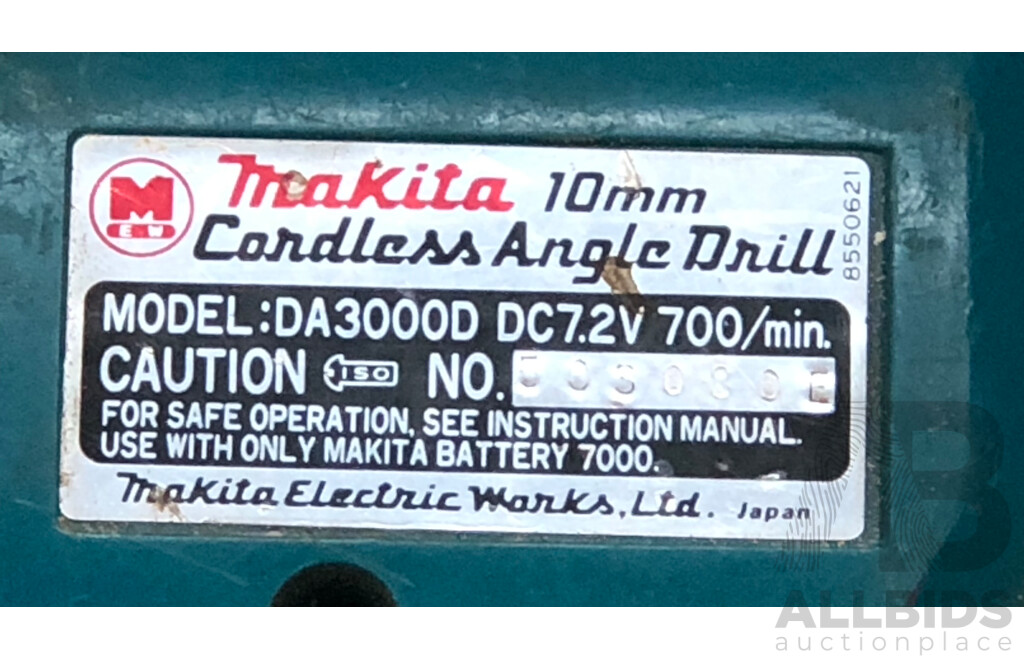 M
E W
Makita 10mm
Cordless Angle Drill
8550621
MODEL:DA3000D DC7.2V 700/min.
CAUTION ISO NO.
FOR SAFE OPERATION, SEE INSTRUCTION MANUAL.
USE WITH ONLY MAKITA BATTERY 7000.
Makita Electric Works, Ltd. Japan
ALLBIDS
auctionplace